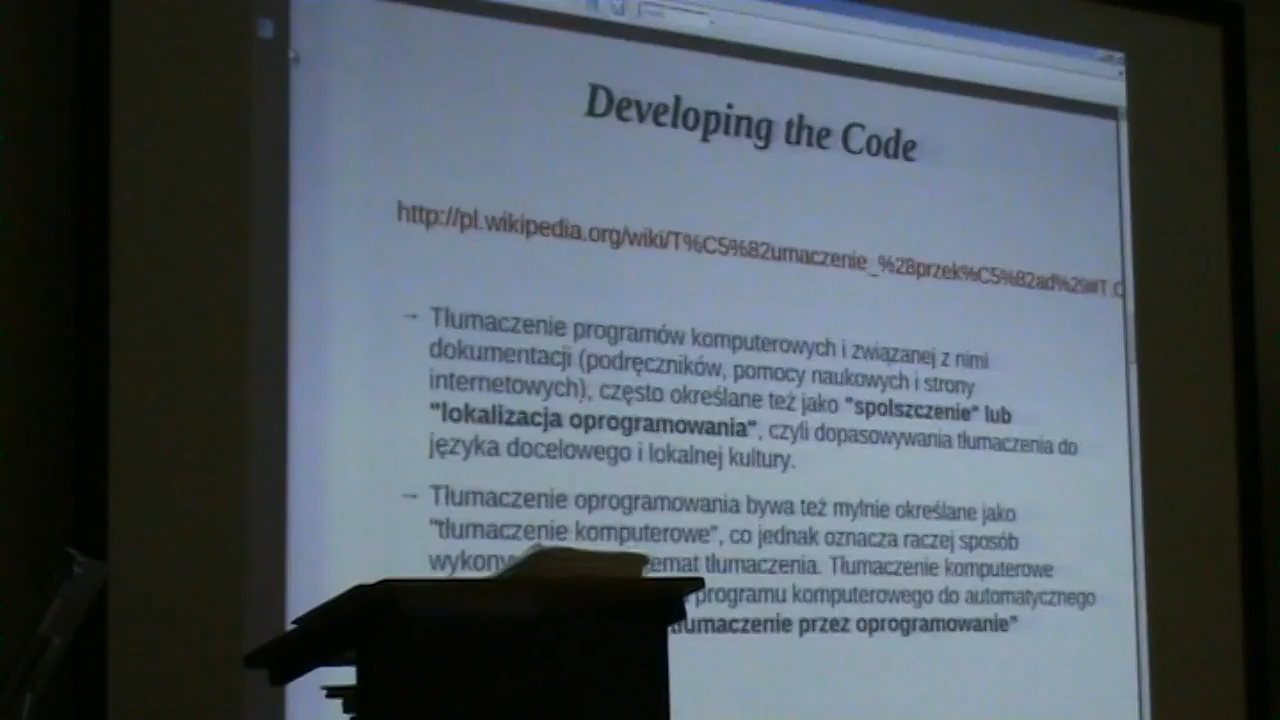 Developing the Code
http://pl.wikipedia.org/wiki/T%C5%82umaczenie_%28przek%C5%82ad%29#T.C
→ Tłumaczenie programów komputerowych i związanej z nimi
dokumentacji (podręczników, pomocy naukowych i strony
internetowych), często określane też jako "spolszczenie" lub
"lokalizacja oprogramowania", czyli dopasowywania tłumaczenia do
języka docelowego i lokalnej kultury.
→ Tłumaczenie oprogramowania bywa też mylnie określane jako
"tłumaczenie komputerowe", co jednak oznacza raczej sposób
tłumaczenia. Tłumaczenie komputerowe
programu komputerowego do automatycznego
tłumaczenie przez oprogramowanie"